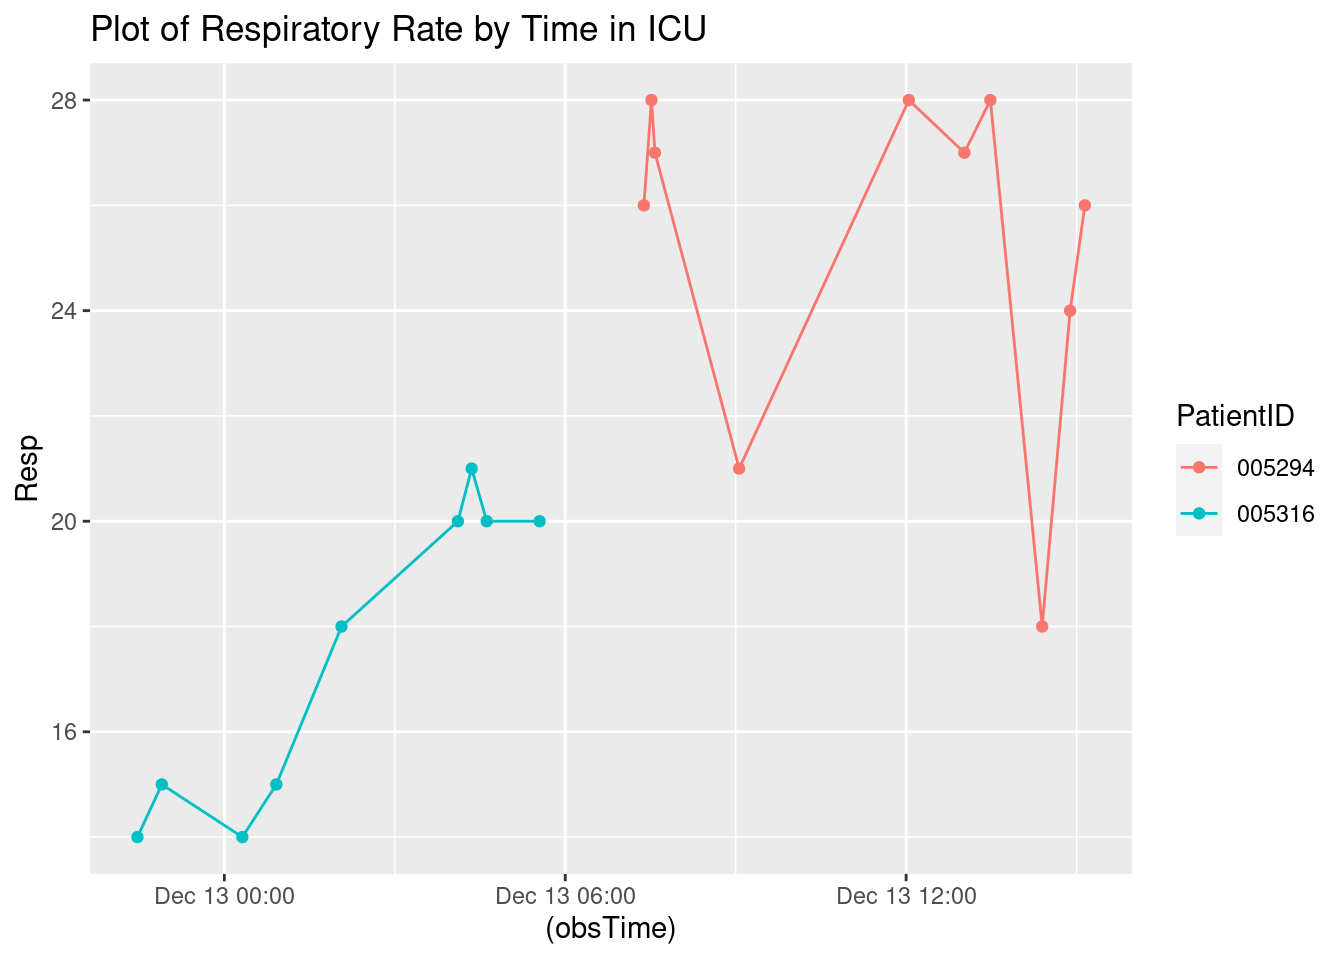 Plot of Respiratory Rate by Time in ICU
28
24
20
16
Resp
Dec 13 00:00
Dec 13 06:00
Dec 13 12:00
(obsTime)
PatientID
005294
005316